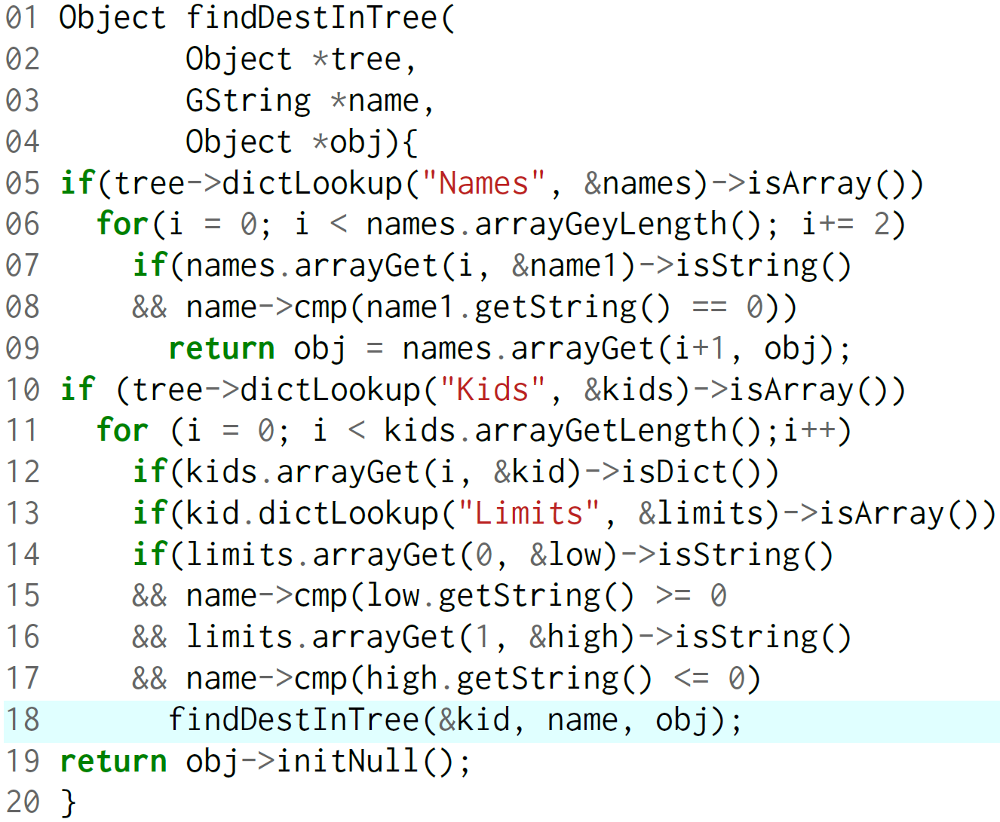 01 Object findDestInTree(
02        Object *tree,
03        GString *name,
04        Object *obj){
05 if(tree->dictLookup("Names", &names)->isArray())
06   for(i = 0; i < names.arrayGeyLength(); i+= 2)
07     if(names.arrayGet(i, &name1)->isString()
08     && name->cmp(name1.getString() == 0))
09       return obj = names.arrayGet(i+1, obj);
10 if (tree->dictLookup("Kids", &kids)->isArray())
11   for (i = 0; i < kids.arrayGetLength();i++)
12     if(kids.arrayGet(i, &kid)->isDict())
13     if(kid.dictLookup("Limits", &limits)->isArray())
14     if(limits.arrayGet(0, &low)->isString()
15     && name->cmp(low.getString() >= 0
16     && limits.arrayGet(1, &high)->isString()
17     && name->cmp(high.getString() <= 0)
18       findDestInTree(&kid, name, obj);
19 return obj->initNull();
20 }